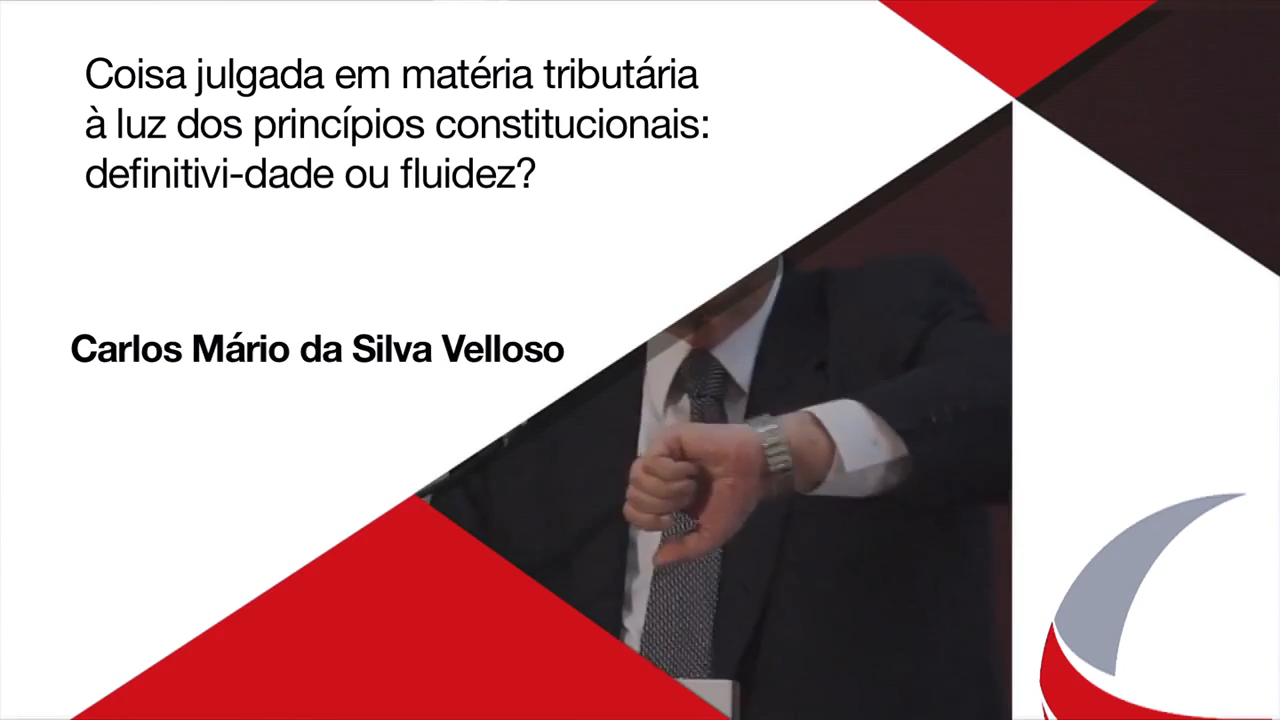 Coisa julgada em matéria tributária
à luz dos princípios constitucionais:
definitivi-dade ou fluidez?
Carlos Mário da Silva Velloso